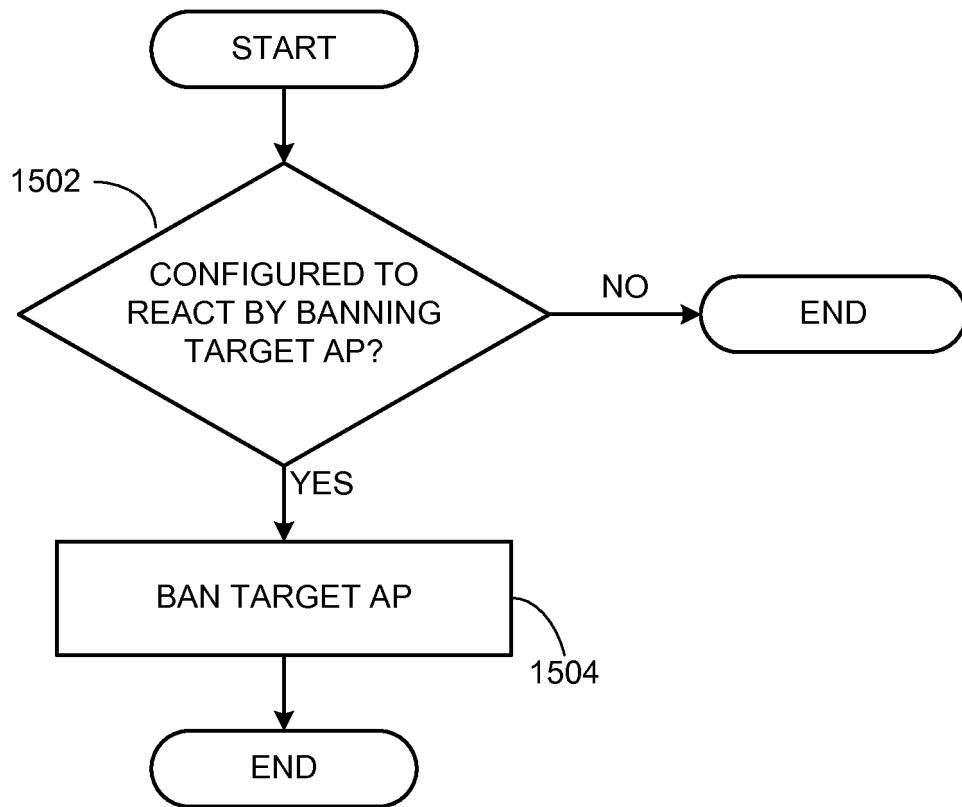 START
1502
CONFIGURED TO
REACT BY BANNING
TARGET AP?
NO
END
YES
BAN TARGET AP
1504
END